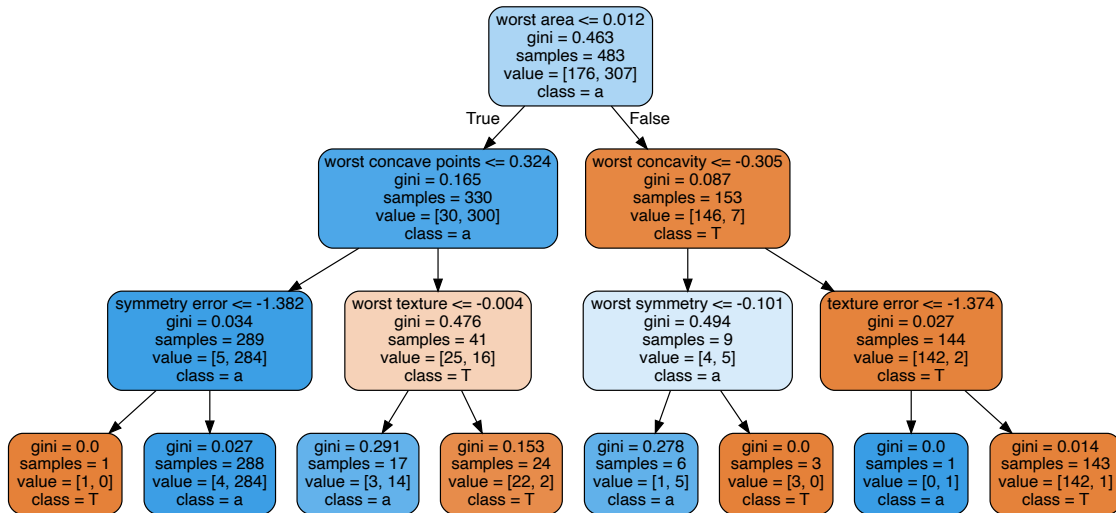 worst area <= 0.012
gini = 0.463
samples = 483
value = [176, 307]
class = a
True
False
worst concave points <= 0.324
gini = 0.165
samples = 330
value = [30, 300]
class = a
worst concavity <= -0.305
gini = 0.087
samples = 153
value = [146, 7]
class = T
symmetry error <= -1.382
gini = 0.034
samples = 289
value = [5, 284]
class = a
worst texture <= -0.004
gini = 0.476
samples = 41
value = [25, 16]
class = T
worst symmetry <= -0.101
gini = 0.494
samples = 9
value = [4, 5]
class = a
texture error <= -1.374
gini = 0.027
samples = 144
value = [142, 2]
class = T
gini = 0.0
samples = 1
value = [1, 0]
class = T
gini = 0.027
samples = 288
value = [4, 284]
class = a
gini = 0.291
samples = 17
value = [3, 14]
class = a
gini = 0.153
samples = 24
value = [22, 2]
class = T
gini = 0.278
samples = 6
value = [1, 5]
class = a
gini = 0.0
samples = 3
value = [3, 0]
class = T
gini = 0.0
samples = 1
value = [0, 1]
class = a
gini = 0.014
samples = 143
value = [142, 1]
class = T